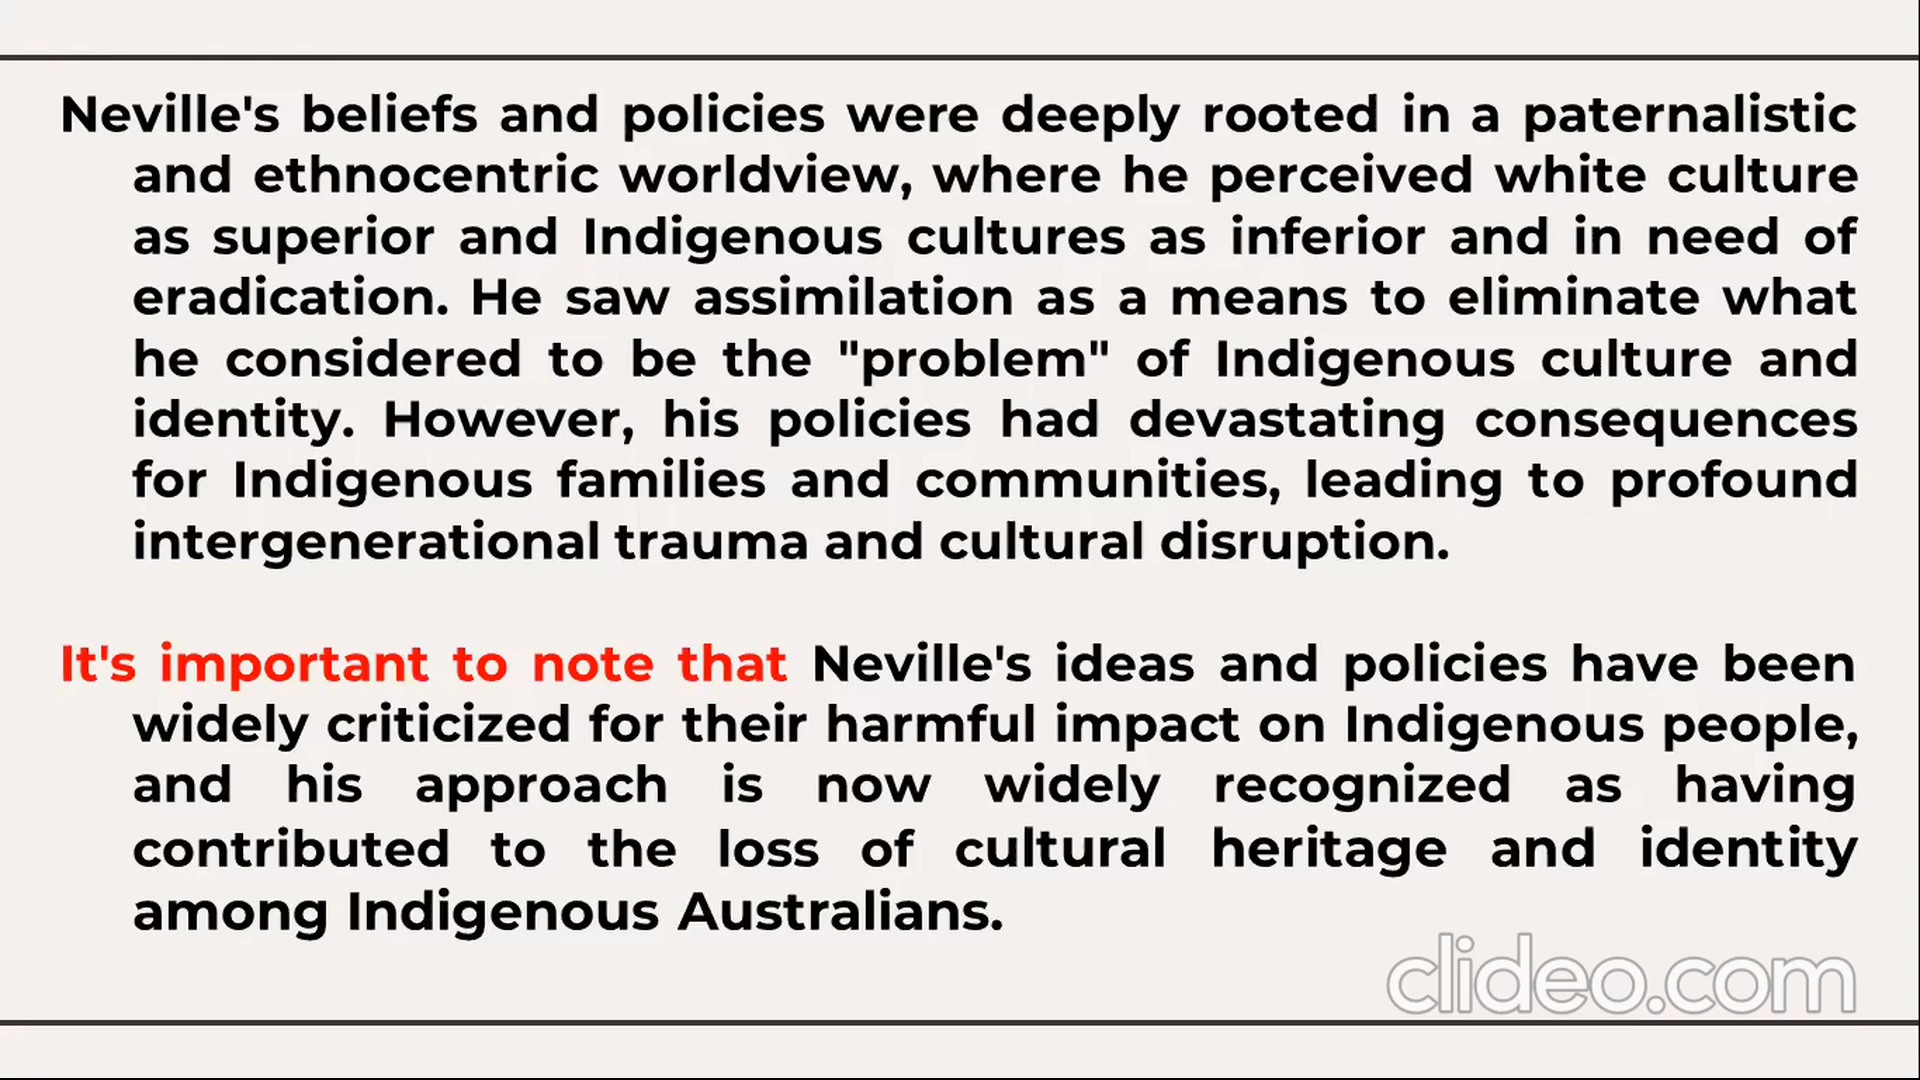 Neville's beliefs and policies were deeply rooted in a paternalistic
and ethnocentric worldview, where he perceived white culture
as superior and Indigenous cultures as inferior and in need of
eradication. He saw assimilation as a means to eliminate what
he considered to be the "problem" of Indigenous culture and
identity. However, his policies had devastating consequences
for Indigenous families and communities, leading to profound
intergenerational trauma and cultural disruption.
It's important to note that Neville's ideas and policies have been
widely criticized for their harmful impact on Indigenous people,
and his approach is now widely recognized as having
contributed to the loss of cultural heritage and identity
among Indigenous Australians.
clideo.com